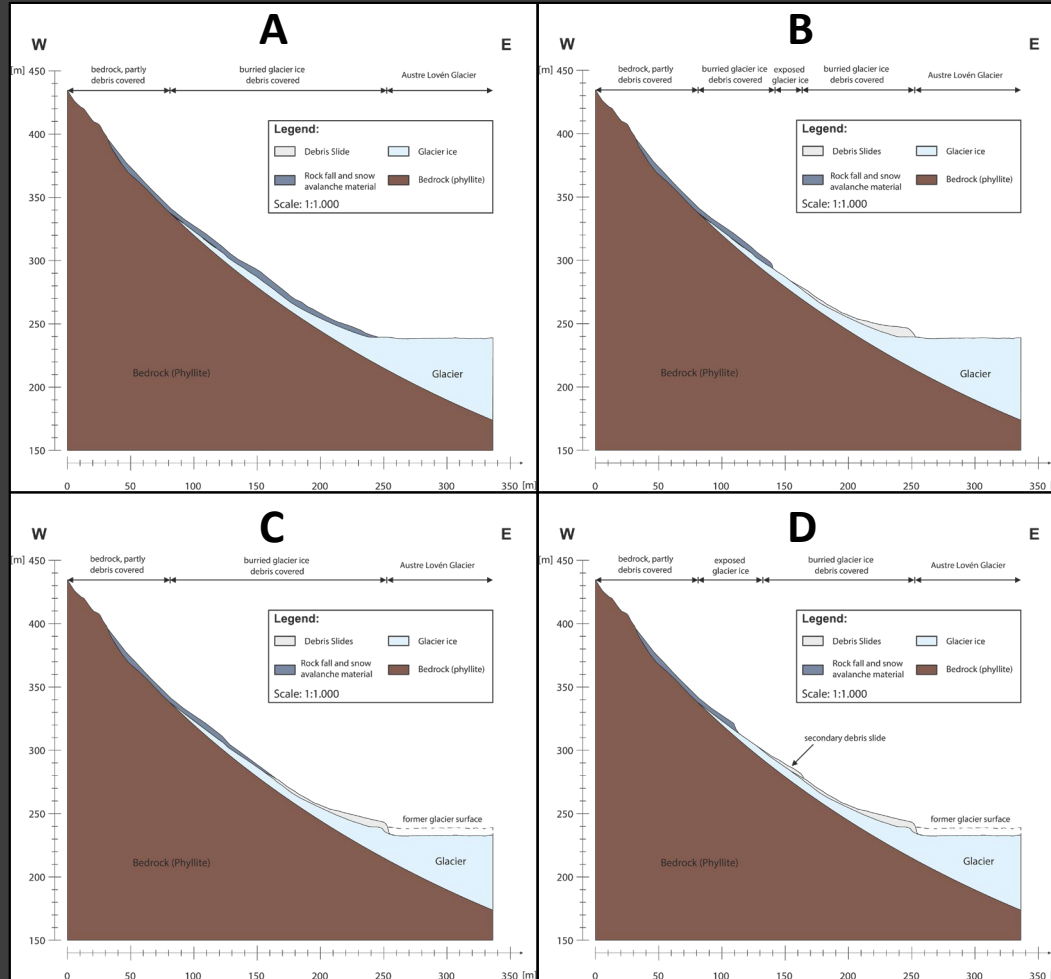 A
W
E
[m]
bedrock, partly
debris covered
burried glacier ice
debris covered
Austre Lovén Glacier
450
400
350
300
250
200
150
Legend:
Debris Slide
Glacier ice
Rock fall and snow
avalanche material
Bedrock (phyllite)
Scale: 1:1.000
Bedrock (Phyllite)
Glacier
0 50 100 150 200 250 300 350 [m]
B
W
E
[m]
bedrock, partly
debris covered
burried glacier ice
debris covered
exposed
glacier ice
burried glacier ice
debris covered
Austre Lovén Glacier
450
400
350
300
250
200
150
Legend:
Debris Slides
Glacier ice
Rock fall and snow
avalanche material
Bedrock (phyllite)
Scale: 1:1.000
Bedrock (Phyllite)
Glacier
0 50 100 150 200 250 300 350 [m]
C
W
E
[m]
bedrock, partly
debris covered
burried glacier ice
debris covered
Austre Lovén Glacier
450
400
350
300
250
200
150
Legend:
Debris Slides
Glacier ice
Rock fall and snow
avalanche material
Bedrock (phyllite)
Scale: 1:1.000
former glacier surface
Bedrock (Phyllite)
Glacier
0 50 100 150 200 250 300 350 [m]
D
W
E
[m]
bedrock, partly
debris covered
exposed
glacier ice
burried glacier ice
debris covered
Austre Lovén Glacier
450
400
350
300
250
200
150
Legend:
Debris Slides
Glacier ice
Rock fall and snow
avalanche material
Bedrock (phyllite)
Scale: 1:1.000
secondary debris slide
former glacier surface
Bedrock (Phyllite)
Glacier
0 50 100 150 200 250 300 350 [m]